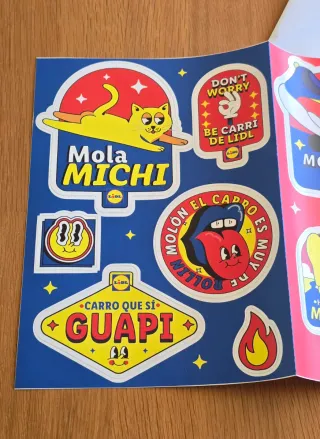 Mola
MICHI
LIDL
DON'T
WORRY
BE CARRI
DE LIDL
LIDL
MOLÓN EL CARRO ES MUY DE
LIDL
CARRO QUE SÍ
GUAPI